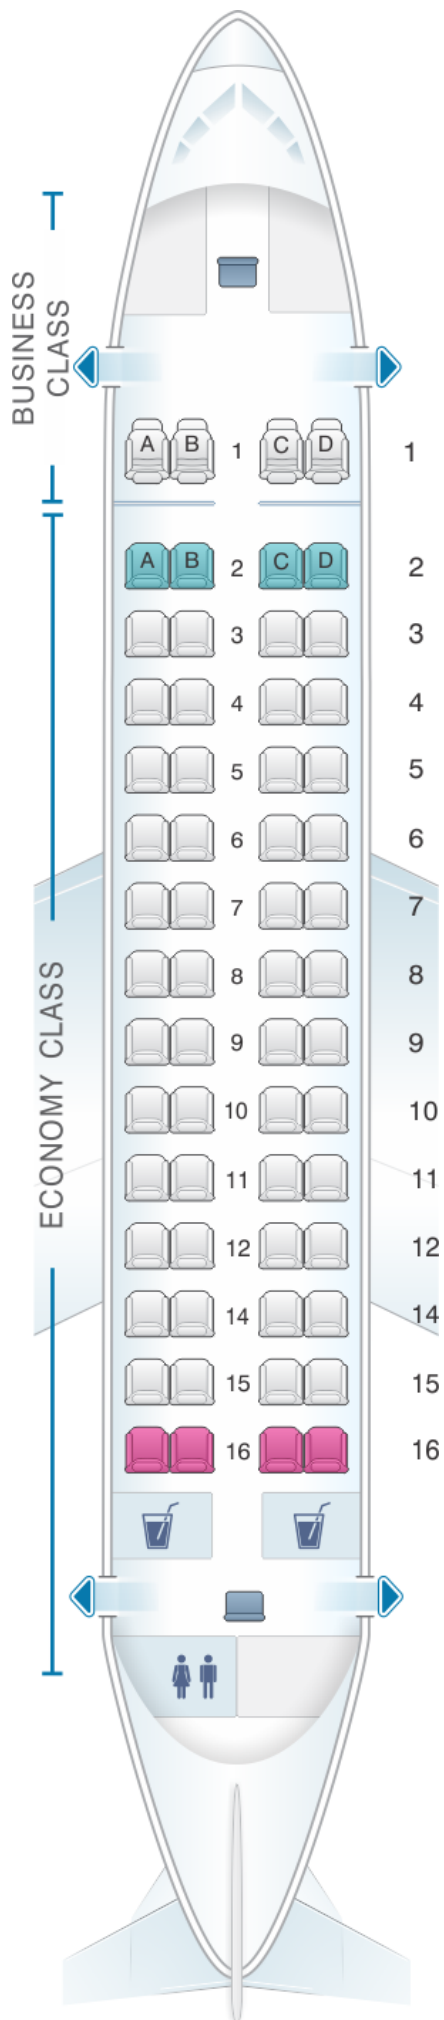 BUSINESS
CLASS
A B 1 C D 1
A B 2 C D 2
3 3
4 4
5 5
6 6
7 7
8 8
9 9
10 10
11 11
12 12
14 14
15 15
16 16
ECONOMY CLASS